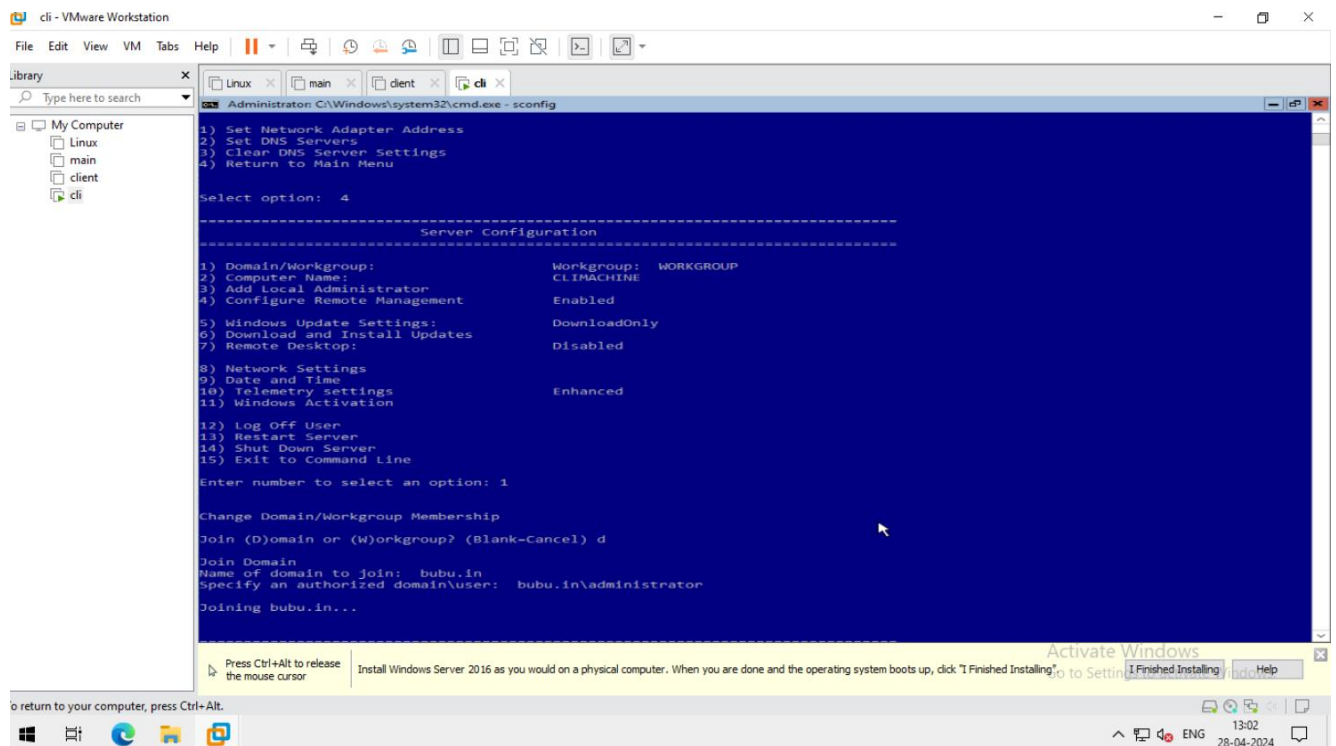 cli - VMware Workstation
File Edit View VM Tabs Help
Library
Type here to search
My Computer
Linux
main
client
cli
Linux main client cli
Administrator: C:\Windows\system32\cmd.exe - sconfig
1) Set Network Adapter Address
2) Set DNS Servers
3) Clear DNS Server Settings
4) Return to Main Menu
Select option: 4
===============================================================================
Server Configuration
===============================================================================
1) Domain/Workgroup: Workgroup: WORKGROUP
2) Computer Name: CLIMACHINE
3) Add Local Administrator
4) Configure Remote Management Enabled
5) Windows Update Settings: DownloadOnly
6) Download and Install Updates
7) Remote Desktop: Disabled
8) Network Settings
9) Date and Time
10) Telemetry settings Enhanced
11) Windows Activation
12) Log Off User
13) Restart Server
14) Shut Down Server
15) Exit to Command Line
Enter number to select an option: 1
Change Domain/Workgroup Membership
Join (D)omain or (W)orkgroup? (Blank=Cancel) d
Join Domain
Name of domain to join: bubu.in
Specify an authorized domain\user: bubu.in\administrator
Joining bubu.in...
Activate Windows
Press Ctrl+Alt to release
the mouse cursor
Install Windows Server 2016 as you would on a physical computer. When you are done and the operating system boots up, click "I Finished Installing".
I Finished Installing Help
To return to your computer, press Ctrl+Alt.
ENG
13:02
28-04-2024